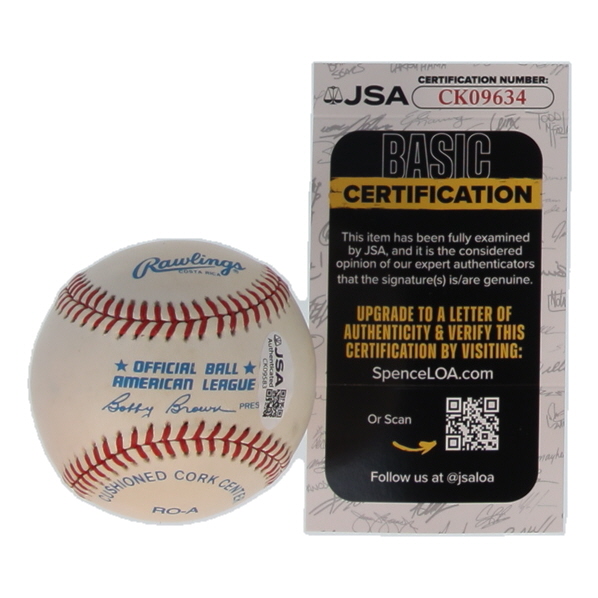 Rawlings
COSTA RICA
★ OFFICIAL BALL ★
AMERICAN LEAGUE
Bobby Brown PRES
CUSHIONED CORK CENTER
RO-A
JSA
Authenticated
CERTIFICATION NUMBER:
JSA CK09634
BASIC
CERTIFICATION
This item has been fully examined
by JSA, and it is the considered
opinion of our expert authenticators
that the signature(s) is/are genuine.
UPGRADE TO A LETTER OF
AUTHENTICITY & VERIFY THIS
CERTIFICATION BY VISITING:
SpenceLOA.com
Or Scan
Follow us at @jsaloa